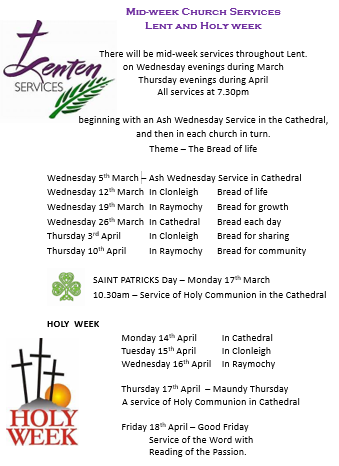 Mid-week Church Services
Lent and Holy week
Lenten
SERVICES
There will be mid-week services throughout Lent.
on Wednesday evenings during March
Thursday evenings during April
All services at 7.30pm
beginning with an Ash Wednesday Service in the Cathedral,
and then in each church in turn.
Theme – The Bread of life
Wednesday 5th March – Ash Wednesday Service in Cathedral
Wednesday 12th March In Clonleigh Bread of life
Wednesday 19th March In Raymochy Bread for growth
Wednesday 26th March In Cathedral Bread each day
Thursday 3rd April In Clonleigh Bread for sharing
Thursday 10th April In Raymochy Bread for community
SAINT PATRICKS Day – Monday 17th March
10.30am – Service of Holy Communion in the Cathedral
HOLY WEEK
Monday 14th April In Cathedral
Tuesday 15th April In Clonleigh
Wednesday 16th April In Raymochy
Thursday 17th April – Maundy Thursday
A service of Holy Communion in Cathedral
HOLY
WEEK
Friday 18th April – Good Friday
Service of the Word with
Reading of the Passion.